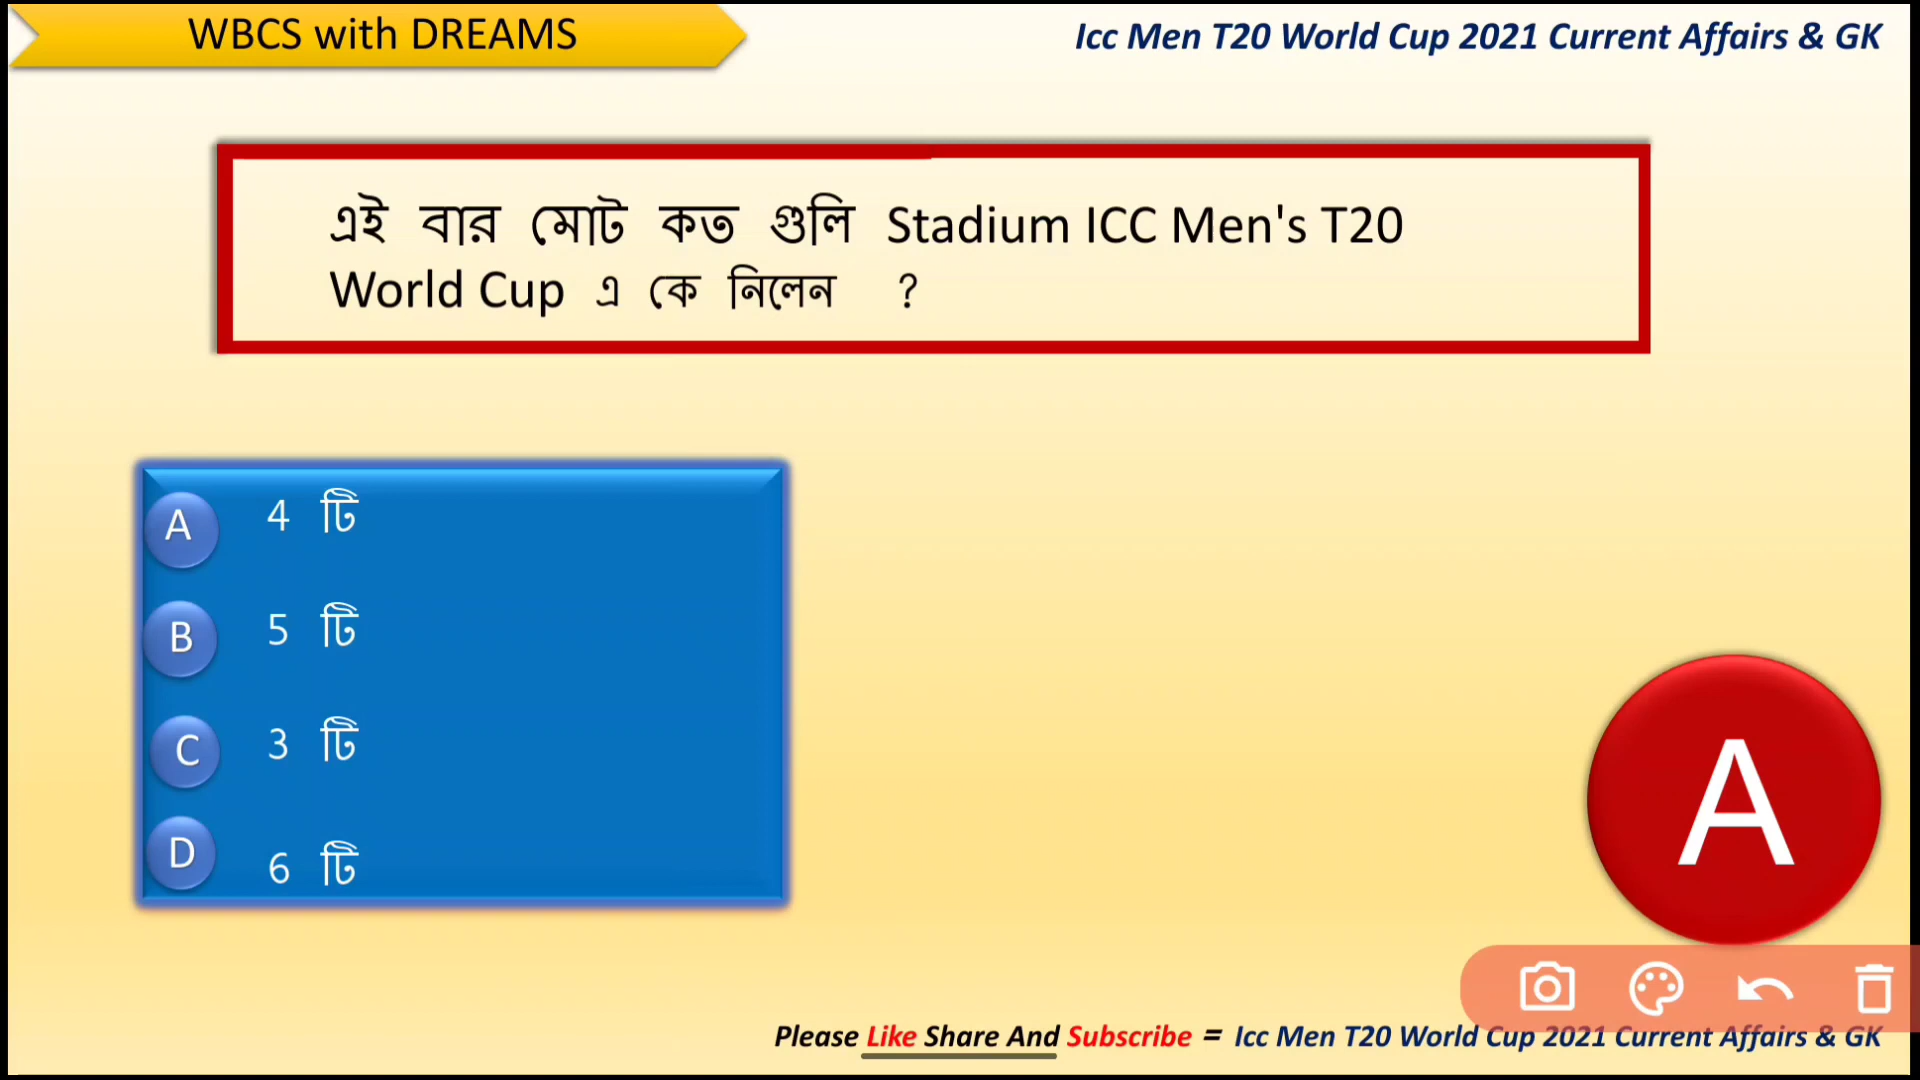 WBCS with DREAMS
Icc Men T20 World Cup 2021 Current Affairs & GK
এই বার মোট কত গুলি Stadium ICC Men's T20
World Cup এ কে নিলেন ?
A 4 টি
B 5 টি
C 3 টি
D 6 টি
A
Please Like Share And Subscribe = Icc Men T20 World Cup 2021 Current Affairs & GK